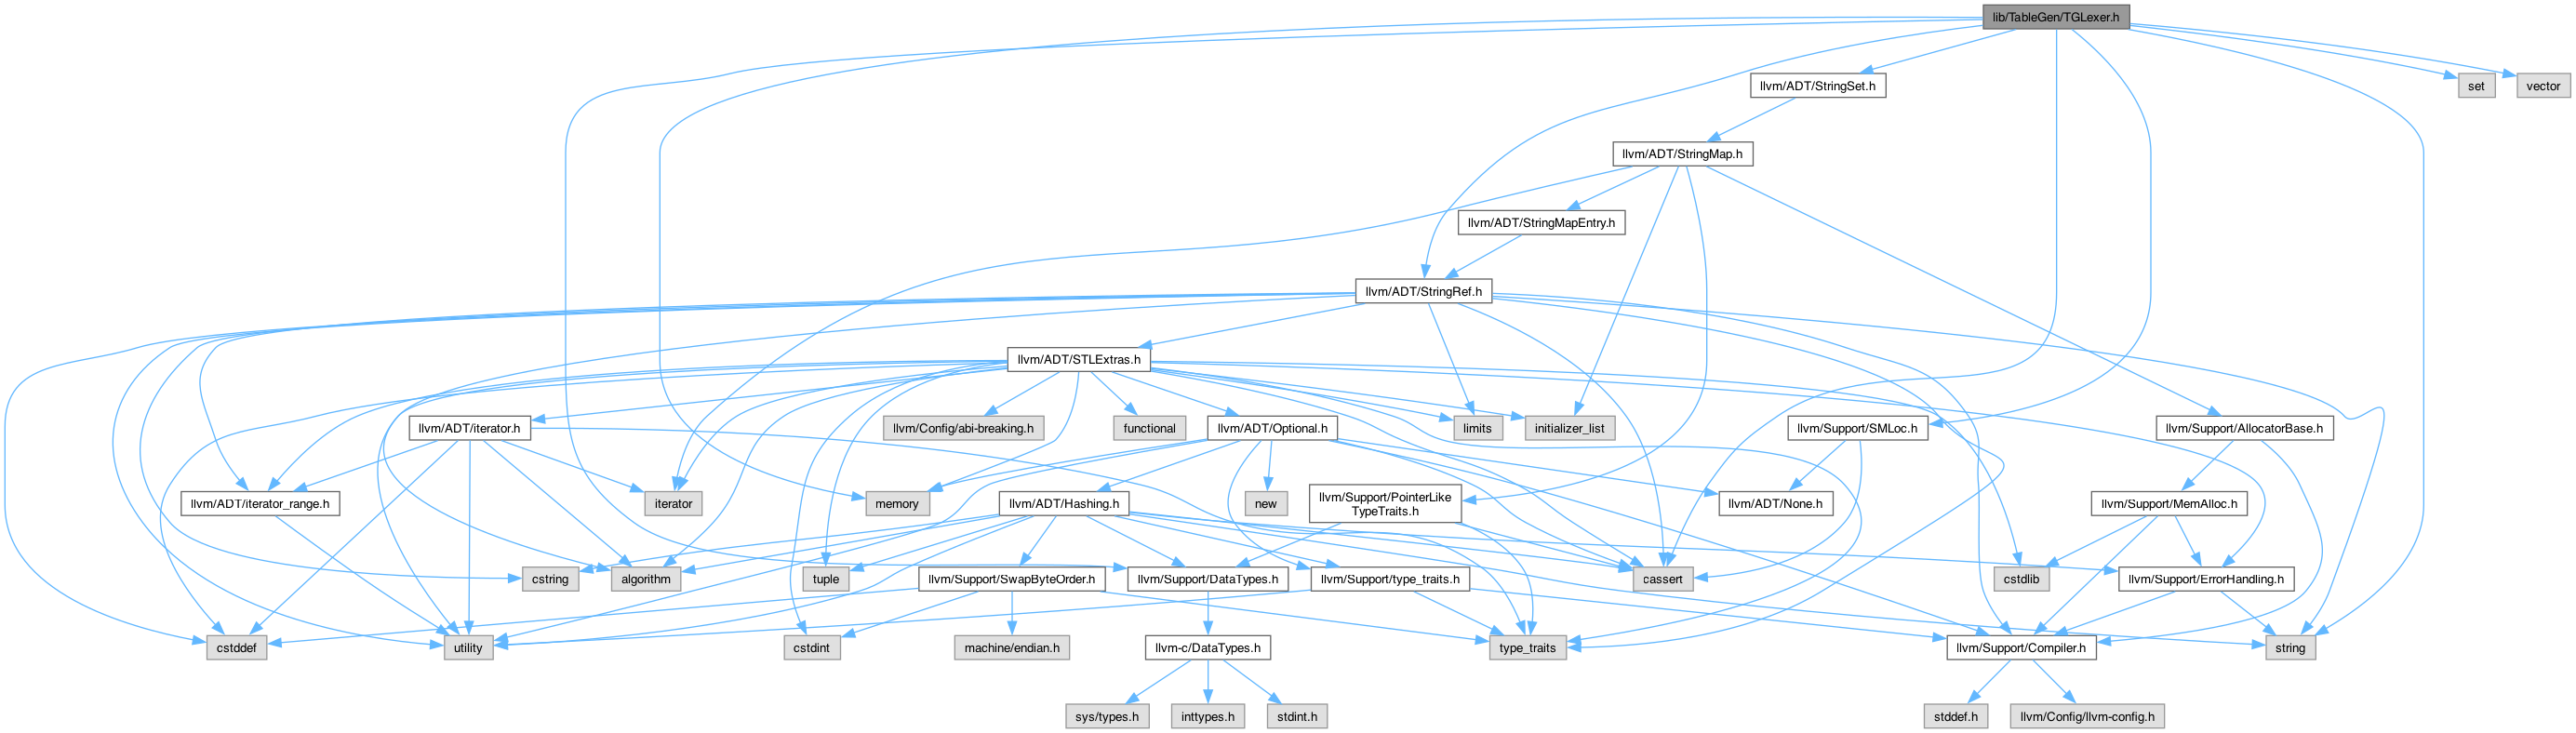 lib/TableGen/TGLexer.h
llvm/ADT/StringSet.h
set
vector
llvm/ADT/StringMap.h
llvm/ADT/StringMapEntry.h
llvm/ADT/StringRef.h
llvm/ADT/STLExtras.h
llvm/ADT/iterator.h
llvm/Config/abi-breaking.h
functional
llvm/ADT/Optional.h
limits
initializer_list
llvm/Support/SMLoc.h
llvm/Support/AllocatorBase.h
llvm/ADT/iterator_range.h
iterator
memory
llvm/ADT/Hashing.h
new
llvm/Support/PointerLike
TypeTraits.h
llvm/ADT/None.h
llvm/Support/MemAlloc.h
cstring
algorithm
tuple
llvm/Support/SwapByteOrder.h
llvm/Support/DataTypes.h
llvm/Support/type_traits.h
cassert
cstdlib
llvm/Support/ErrorHandling.h
cstddef
utility
cstdint
machine/endian.h
llvm-c/DataTypes.h
type_traits
llvm/Support/Compiler.h
string
sys/types.h
inttypes.h
stdint.h
stddef.h
llvm/Config/llvm-config.h